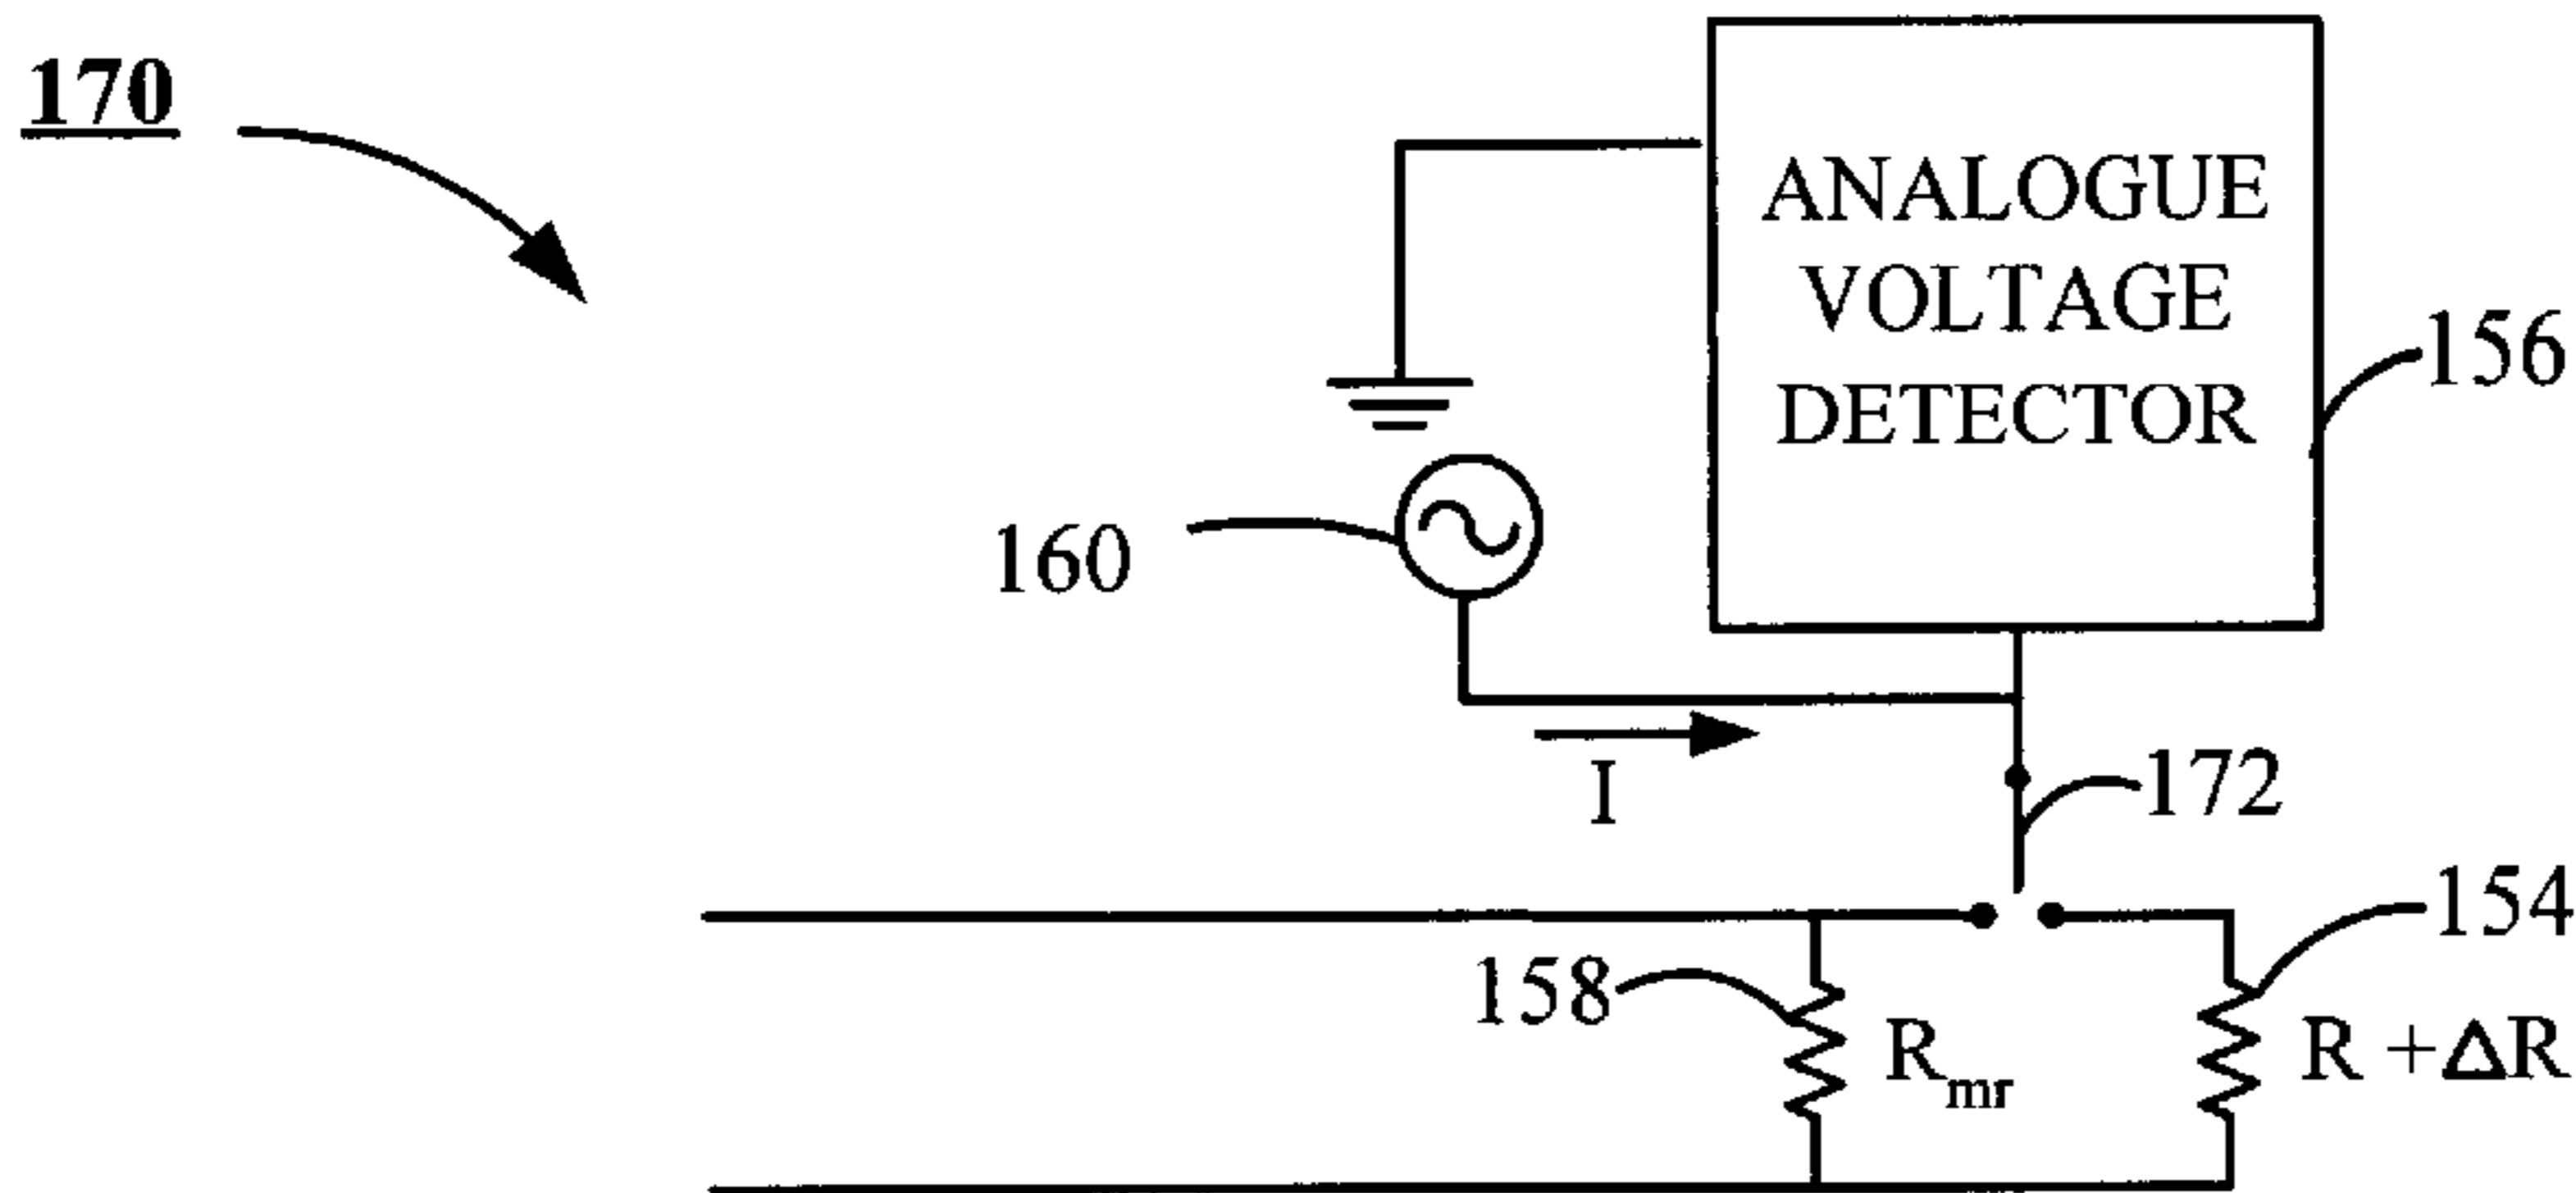 170
ANALOGUE
VOLTAGE
DETECTOR
156
160
I
172
154
158
R_mr
R + ΔR